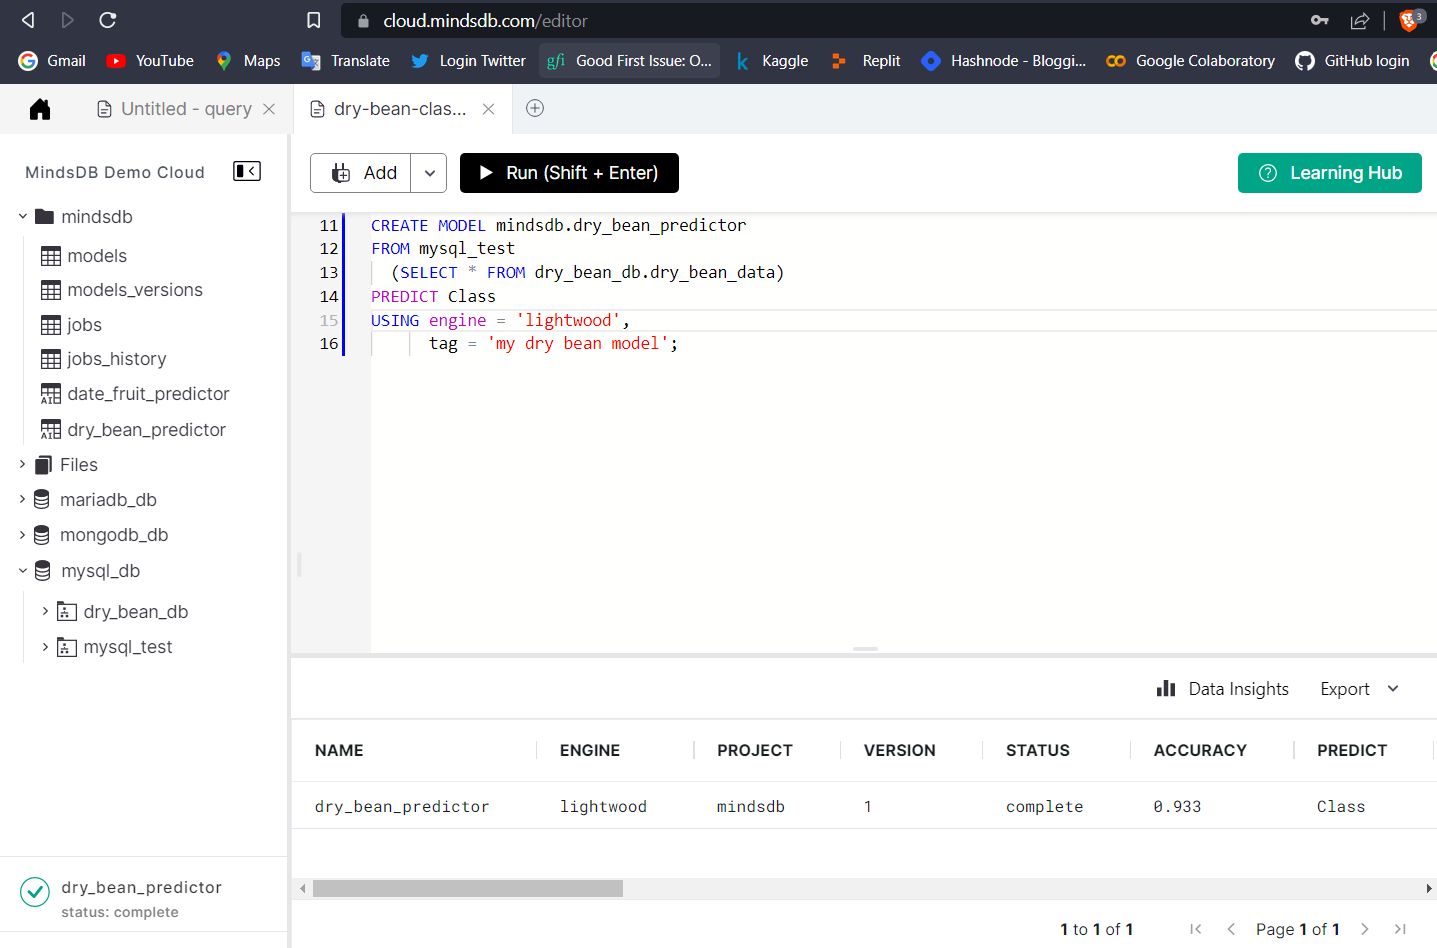 cloud.mindsdb.com/editor
3
Gmail YouTube Maps Translate Login Twitter gfi Good First Issue: O... Kaggle Replit Hashnode - Bloggi... Google Colaboratory GitHub login
Untitled - query dry-bean-clas...
MindsDB Demo Cloud
Add Run (Shift + Enter) Learning Hub
mindsdb
models
models_versions
jobs
jobs_history
date_fruit_predictor
dry_bean_predictor
Files
mariadb_db
mongodb_db
mysql_db
dry_bean_db
mysql_test
11 CREATE MODEL mindsdb.dry_bean_predictor
12 FROM mysql_test
13 (SELECT * FROM dry_bean_db.dry_bean_data)
14 PREDICT Class
15 USING engine = 'lightwood',
16 tag = 'my dry bean model';
Data Insights Export
NAME ENGINE PROJECT VERSION STATUS ACCURACY PREDICT
dry_bean_predictor lightwood mindsdb 1 complete 0.933 Class
dry_bean_predictor
status: complete
1 to 1 of 1 Page 1 of 1